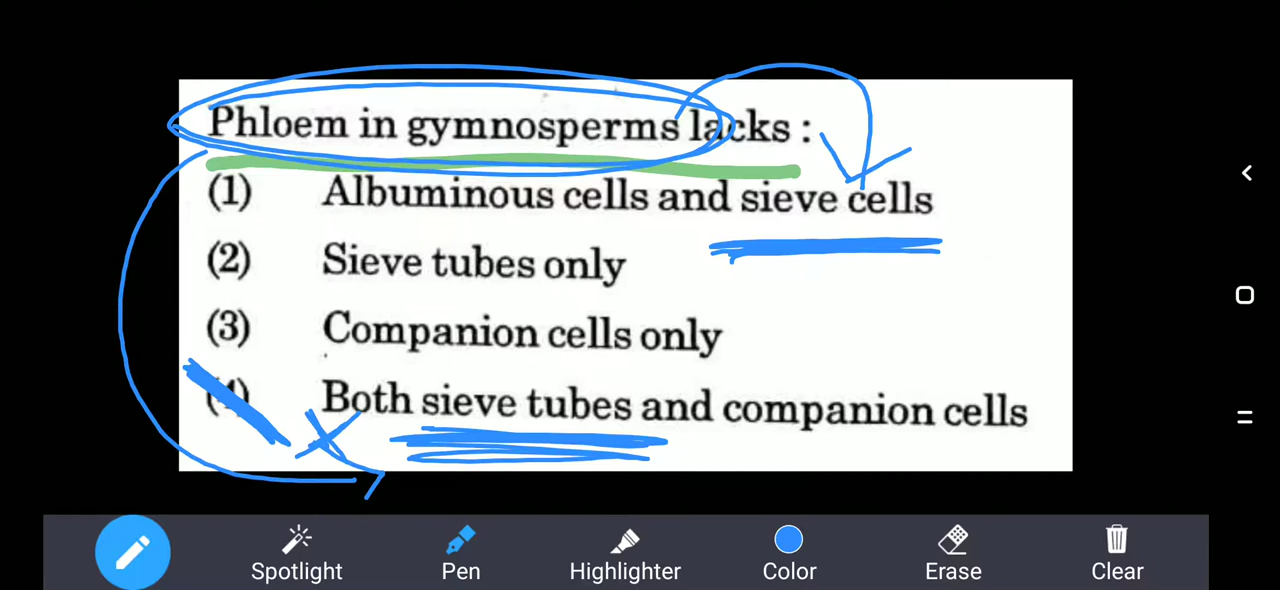 Phloem in gymnosperms lacks :
(1) Albuminous cells and sieve cells
(2) Sieve tubes only
(3) Companion cells only
(4) Both sieve tubes and companion cells
Spotlight Pen Highlighter Color Erase Clear